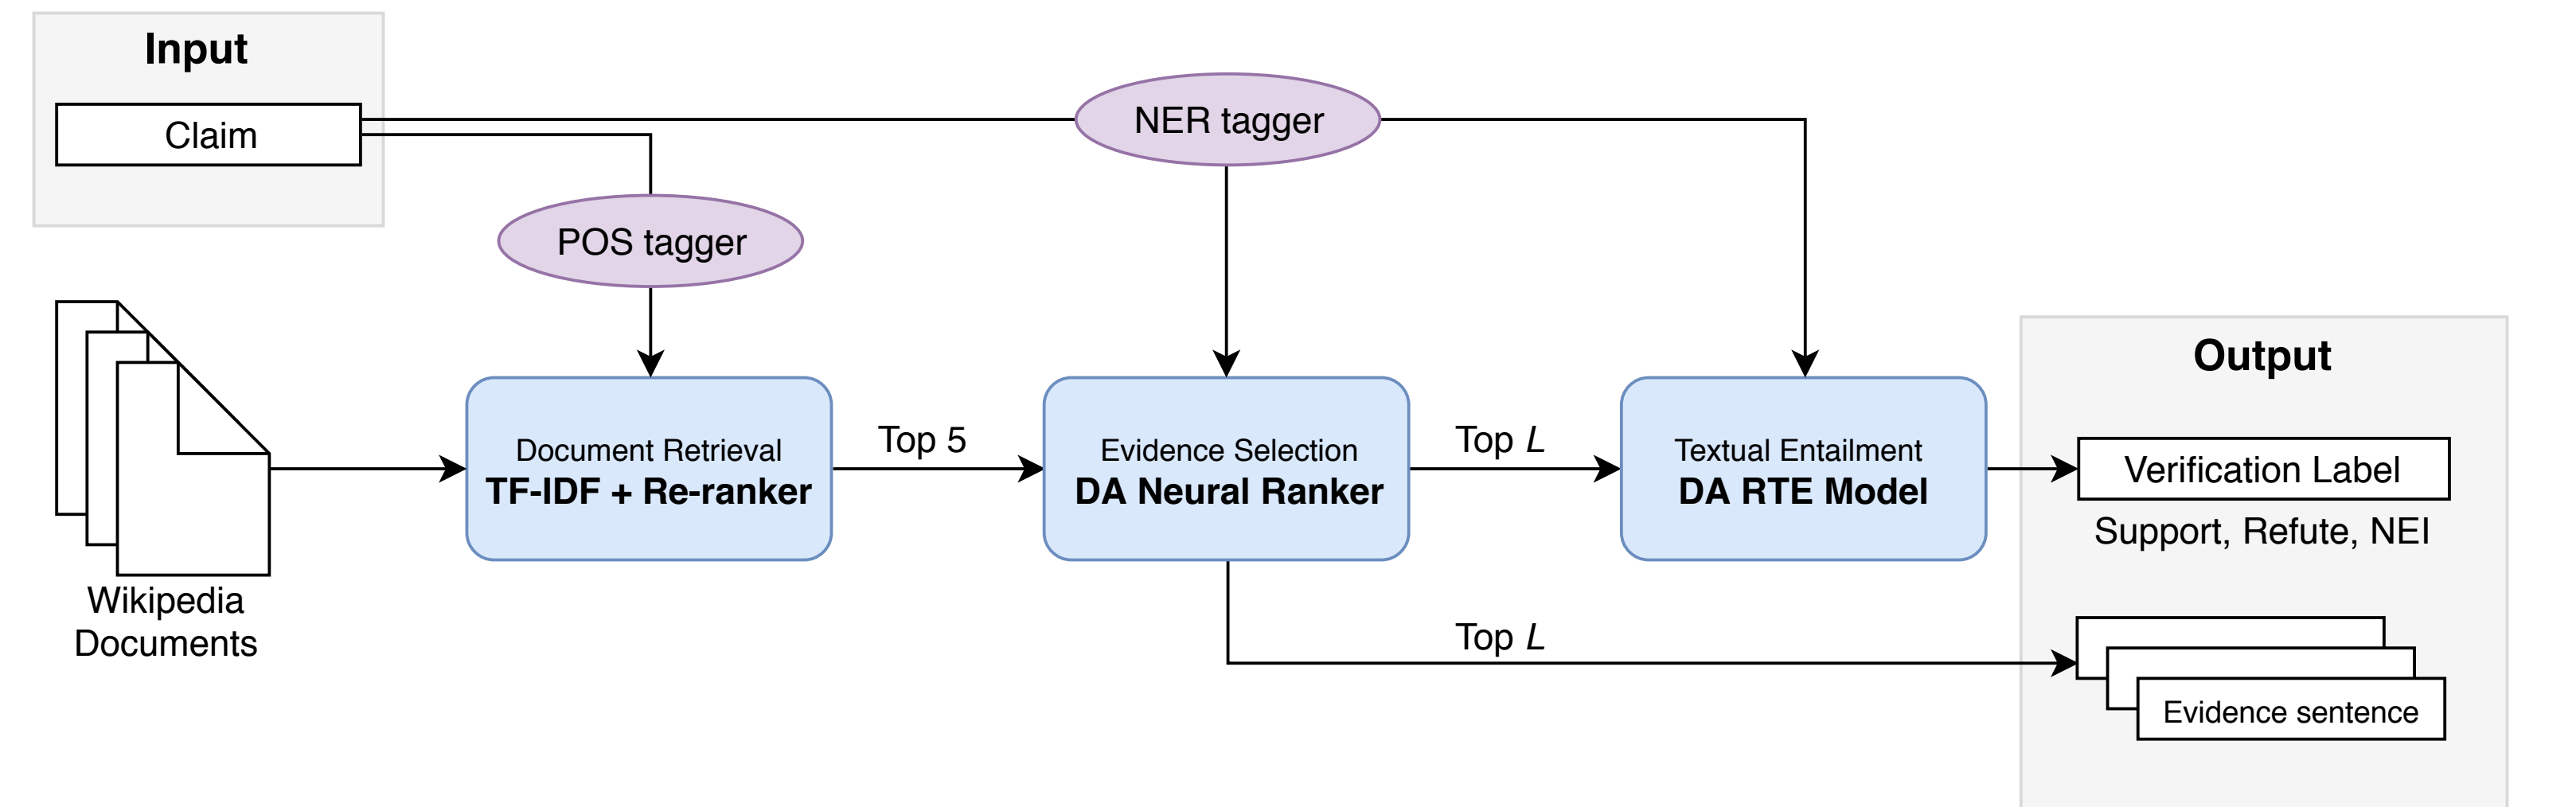 Input
Claim
NER tagger
POS tagger
Wikipedia
Documents
Document Retrieval
TF-IDF + Re-ranker
Top 5
Evidence Selection
DA Neural Ranker
Top L
Textual Entailment
DA RTE Model
Top L
Output
Verification Label
Support, Refute, NEI
Evidence sentence